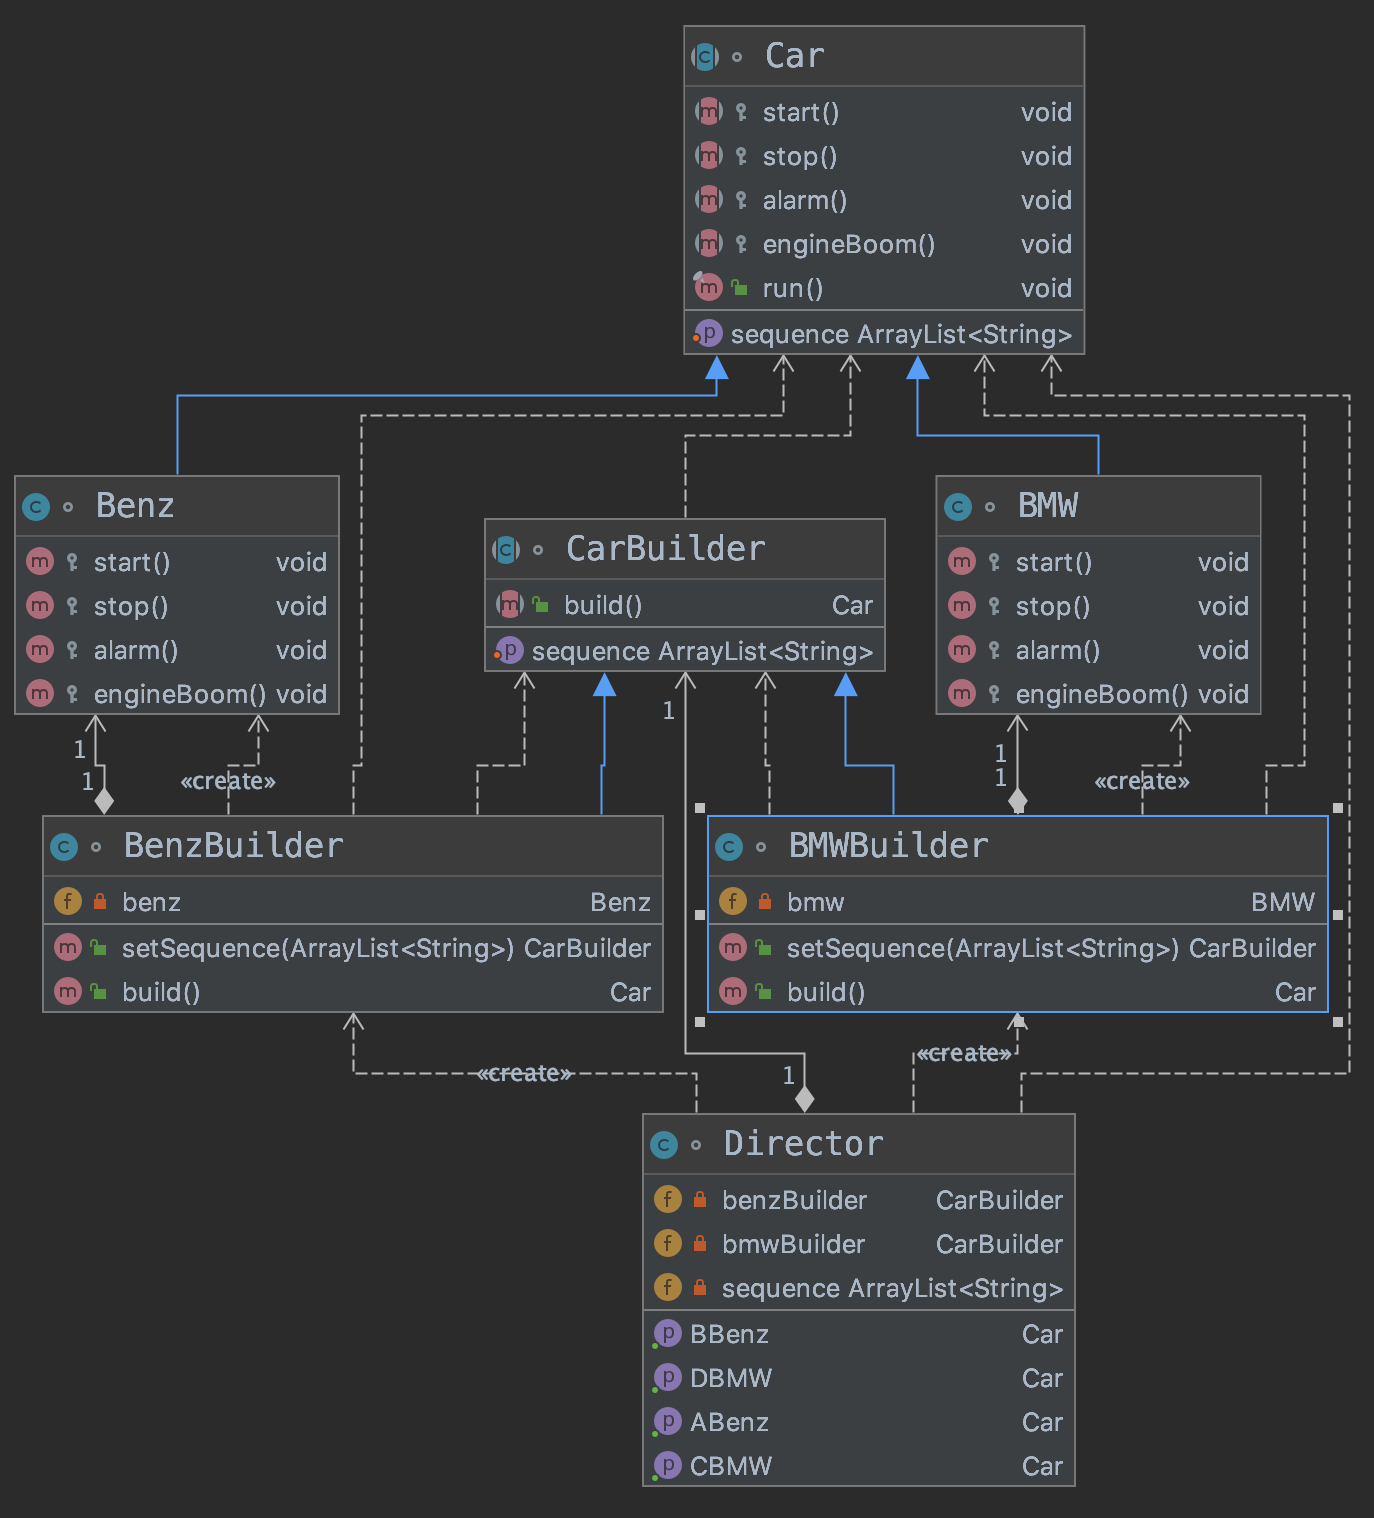 Car
start() void
stop() void
alarm() void
engineBoom() void
run() void
sequence ArrayList<String>
Benz
start() void
stop() void
alarm() void
engineBoom() void
CarBuilder
build() Car
sequence ArrayList<String>
BMW
start() void
stop() void
alarm() void
engineBoom() void
1
1
«create»
1
1
1
«create»
BenzBuilder
benz Benz
setSequence(ArrayList<String>) CarBuilder
build() Car
BMWBuilder
bmw BMW
setSequence(ArrayList<String>) CarBuilder
build() Car
«create»
1
«create»
Director
benzBuilder CarBuilder
bmwBuilder CarBuilder
sequence ArrayList<String>
BBenz Car
DBMW Car
ABenz Car
CBMW Car